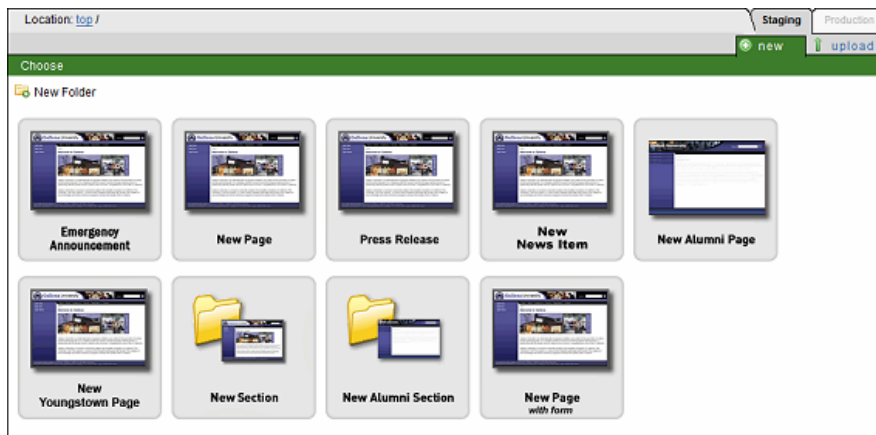 Location: top /
Staging
Production
new
upload
Choose
New Folder
Emergency
Announcement
New Page
Press Release
New
News Item
New Alumni Page
New
Youngstown Page
New Section
New Alumni Section
New Page
with form